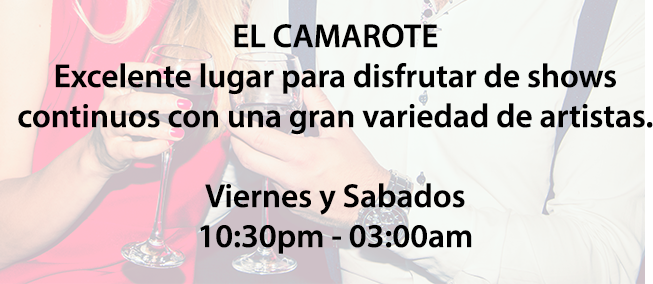 EL CAMAROTE
Excelente lugar para disfrutar de shows
continuos con una gran variedad de artistas.
Viernes y Sabados
10:30pm - 03:00am